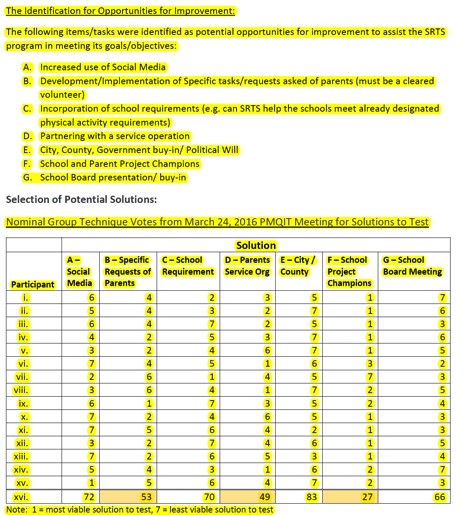 The Identification for Opportunities for Improvement:
The following items/tasks were identified as potential opportunities for improvement to assist the SRTS
program in meeting its goals/objectives:
A. Increased use of Social Media
B. Development/Implementation of Specific tasks/requests asked of parents (must be a cleared
volunteer)
C. Incorporation of school requirements (e.g. can SRTS help the schools meet already designated
physical activity requirements)
D. Partnering with a service operation
E. City, County, Government buy-in/ Political Will
F. School and Parent Project Champions
G. School Board presentation/ buy-in
Selection of Potential Solutions:
Nominal Group Technique Votes from March 24, 2016 PMQIT Meeting for Solutions to Test
Solution
Participant A – Social Media B – Specific Requests of Parents C – School Requirement D – Parents Service Org E – City / County F – School Project Champions G – School Board Meeting
i. 6 4 2 3 5 1 7
ii. 5 4 3 2 7 1 6
iii. 6 4 7 2 5 1 3
iv. 4 2 5 3 7 1 6
v. 3 2 4 6 7 1 5
vi. 7 4 5 1 6 3 2
vii. 2 6 1 4 5 7 3
viii. 3 6 4 1 7 2 5
ix. 6 1 7 3 5 2 4
x. 7 2 4 6 5 1 3
xi. 7 5 6 4 2 1 3
xii. 3 2 7 4 6 1 5
xiii. 7 2 6 5 3 1 4
xiv. 5 4 3 1 6 2 7
xv. 1 5 6 4 7 2 3
xvi. 72 53 70 49 83 27 66
Note: 1 = most viable solution to test, 7 = least viable solution to test